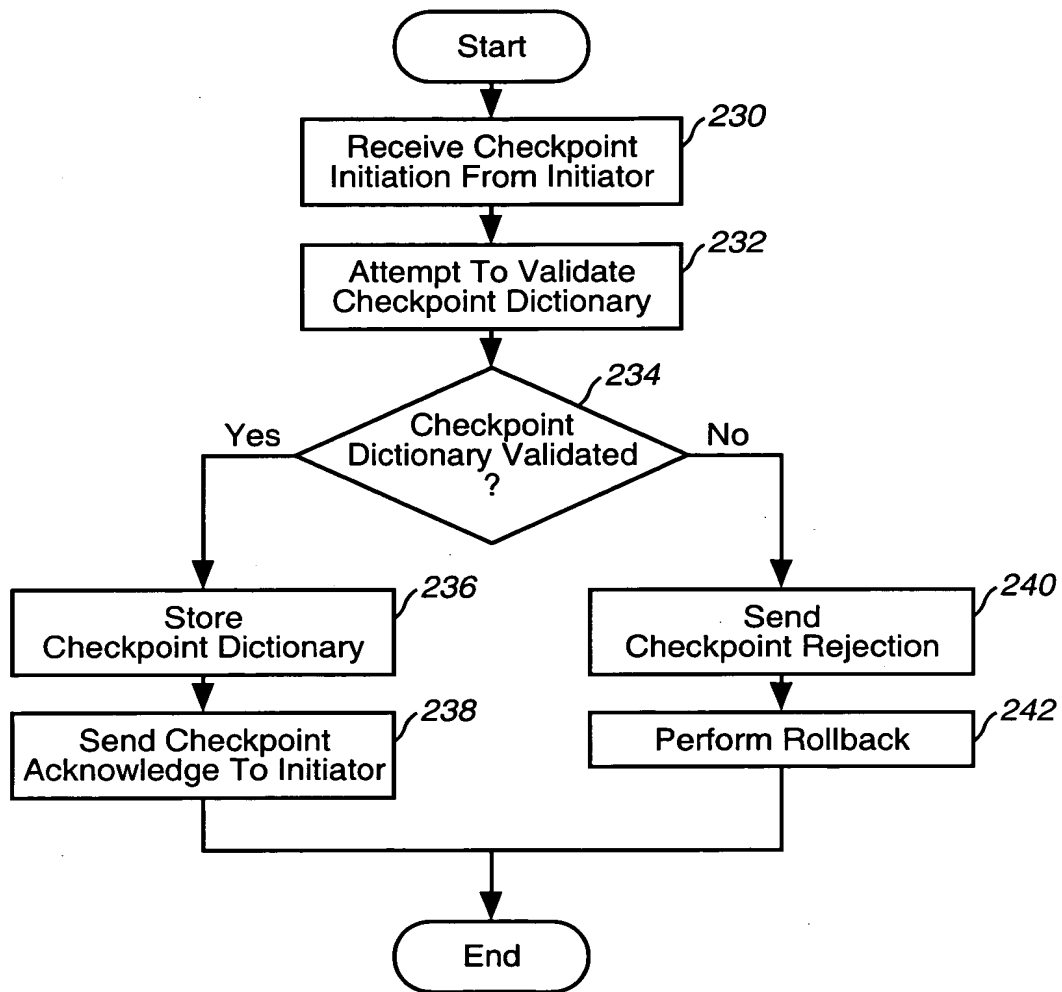 Start
230
Receive Checkpoint
Initiation From Initiator
232
Attempt To Validate
Checkpoint Dictionary
234
Checkpoint
Dictionary Validated
?
Yes
No
236
Store
Checkpoint Dictionary
238
Send Checkpoint
Acknowledge To Initiator
240
Send
Checkpoint Rejection
242
Perform Rollback
End